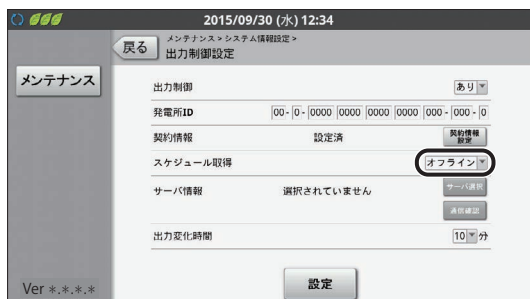 2015/09/30 (水) 12:34
戻る
メンテナンス > システム情報設定 >
出力制御設定
メンテナンス
出力制御 あり
発電所ID 00 - 0 - 0000 0000 0000 0000 000 - 000 - 0
契約情報 設定済 契約情報設定
スケジュール取得 オフライン
サーバ情報 選択されていません サーバ選択
通信確認
出力変化時間 10 分
設定
Ver *.*.*.*